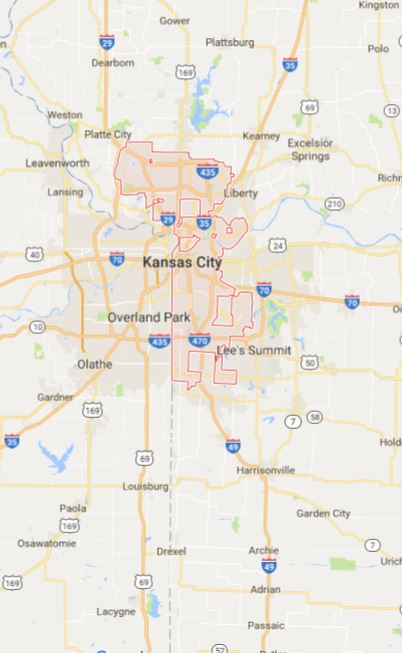 Kingston
Gower
29
Plattsburg
35
Polo
Dearborn
169
Weston
69
13
Platte City
Kearney
Excelsior
Springs
Leavenworth
435
Richm
Lansing
Liberty
210
29
35
24
40
70
Kansas City
70
70
Overland Park
10
435
470
Lee's Summit
50
Olathe
Gardner
169
7
58
35
49
Hold
69
Harrisonville
Louisburg
Paola
Garden City
169
Osawatomie
7
Drexel
Archie
Urich
49
169
69
Adrian
Lacygne
Passaic
52